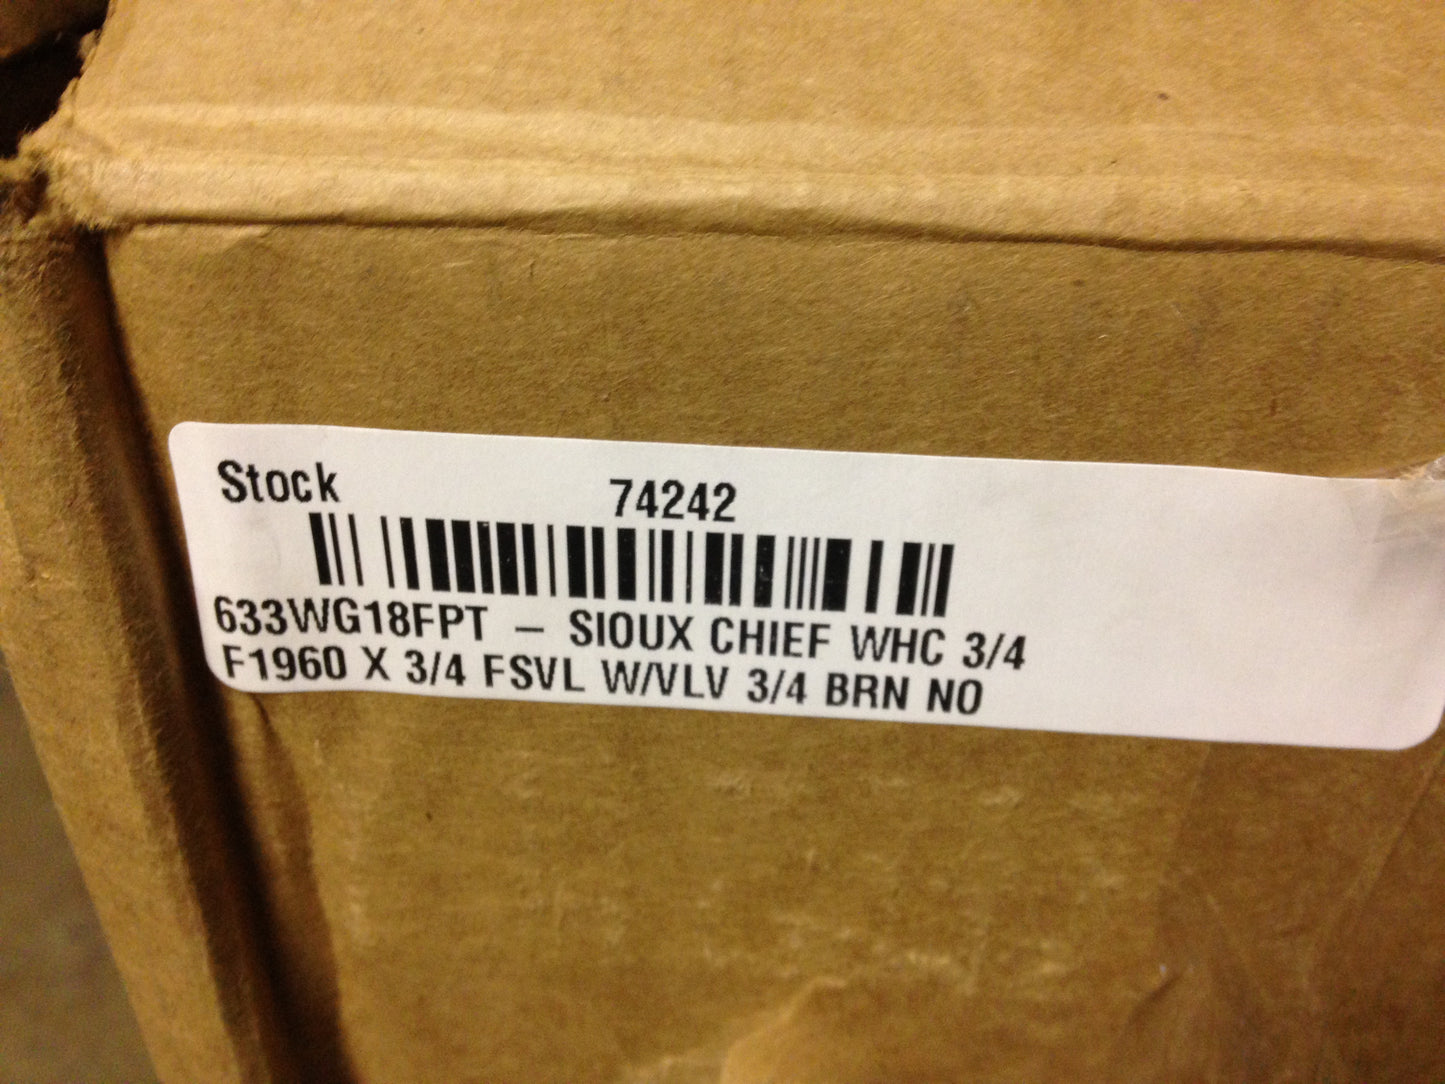 Stock 74242
633WG18FPT – SIOUX CHIEF WHC 3/4
F1960 X 3/4 FSVL W/VLV 3/4 BRN NO